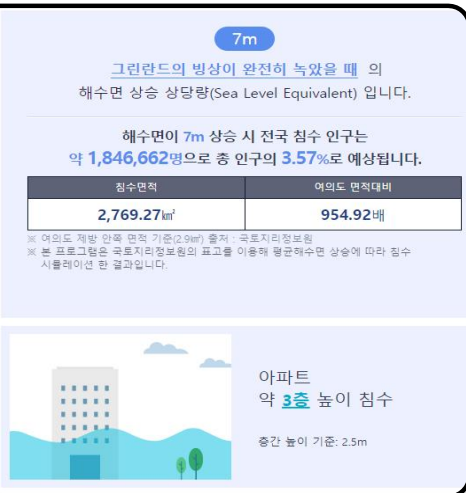 7m
그린란드의 빙상이 완전히 녹았을 때 의
해수면 상승 상당량(Sea Level Equivalent) 입니다.
해수면이 7m 상승 시 전국 침수 인구는
약 1,846,662명으로 총 인구의 3.57%로 예상됩니다.
침수면적 여의도 면적대비
2,769.27㎢ 954.92배
※ 여의도 제방 안쪽 면적 기준(2.9㎢) 출처 : 국토지리정보원
※ 본 프로그램은 국토지리정보원의 표고를 이용해 평균해수면 상승에 따라 침수
시뮬레이션 한 결과입니다.
아파트
약 3층 높이 침수
층간 높이 기준: 2.5m